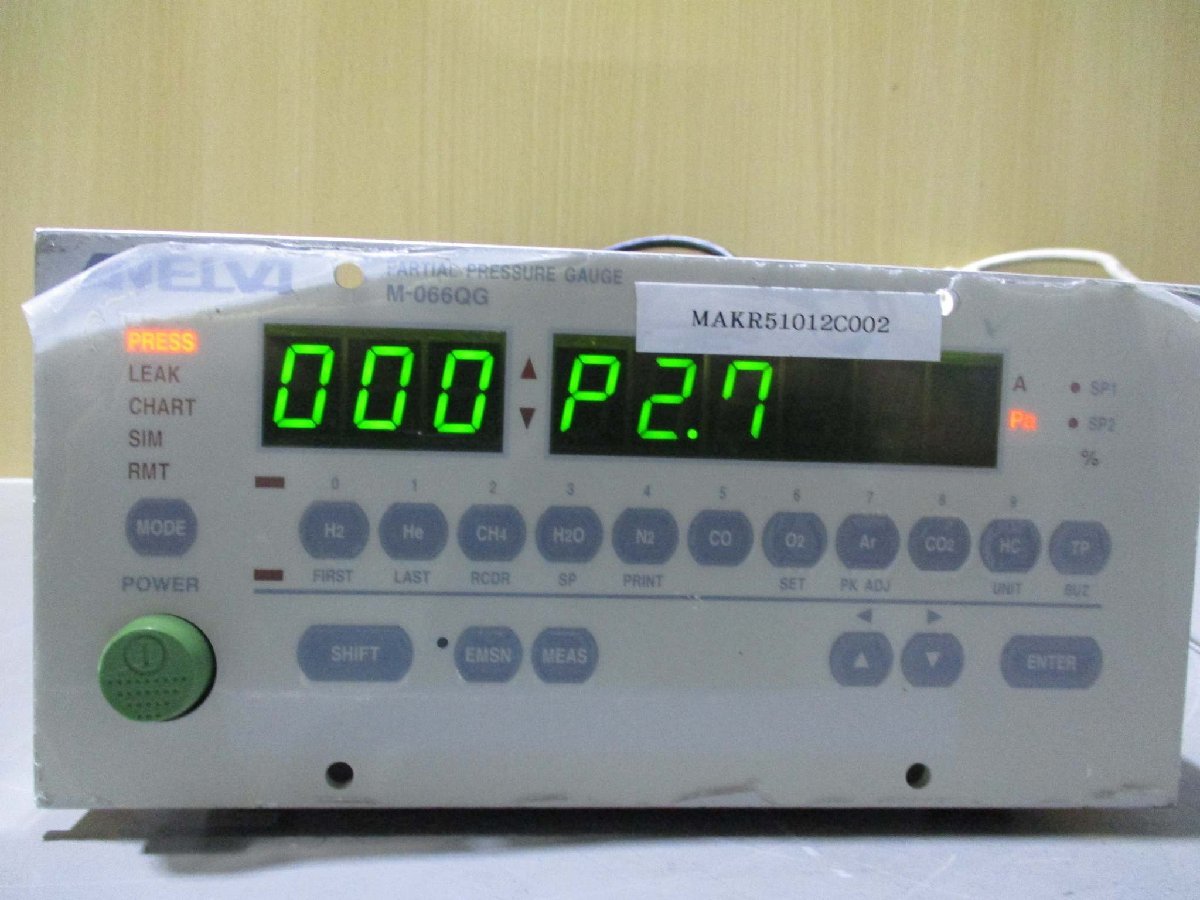 ANELVA
PARTIAL PRESSURE GAUGE
M-066QG
MAKR51012C002
PRESS
LEAK
CHART
SIM
RMT
000 P2.7
A
Pa
%
SP1
SP2
0 1 2 3 4 5 6 7 8 9
MODE
H2 He CH4 H2O N2 CO O2 Ar CO2 HC TP
FIRST LAST RCDR SP PRINT SET PK ADJ UNIT BUZ
POWER
SHIFT EMSN MEAS ENTER